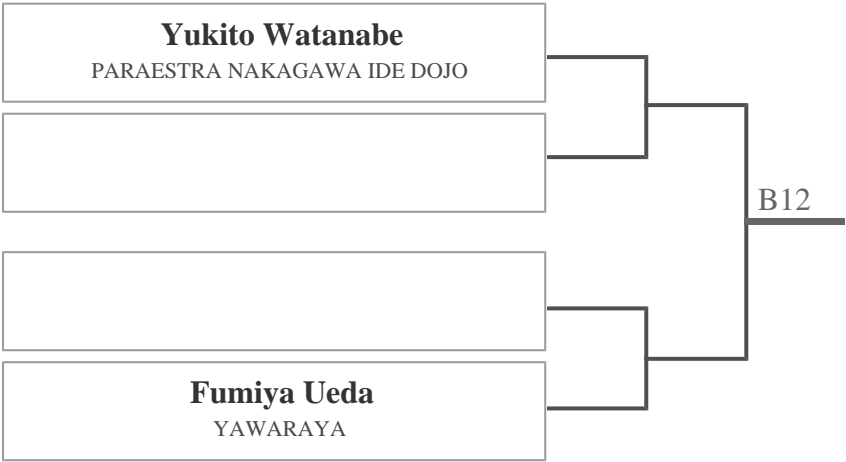 Yukito Watanabe
PARAESTRA NAKAGAWA IDE DOJO
B12
Fumiya Ueda
YAWARAYA